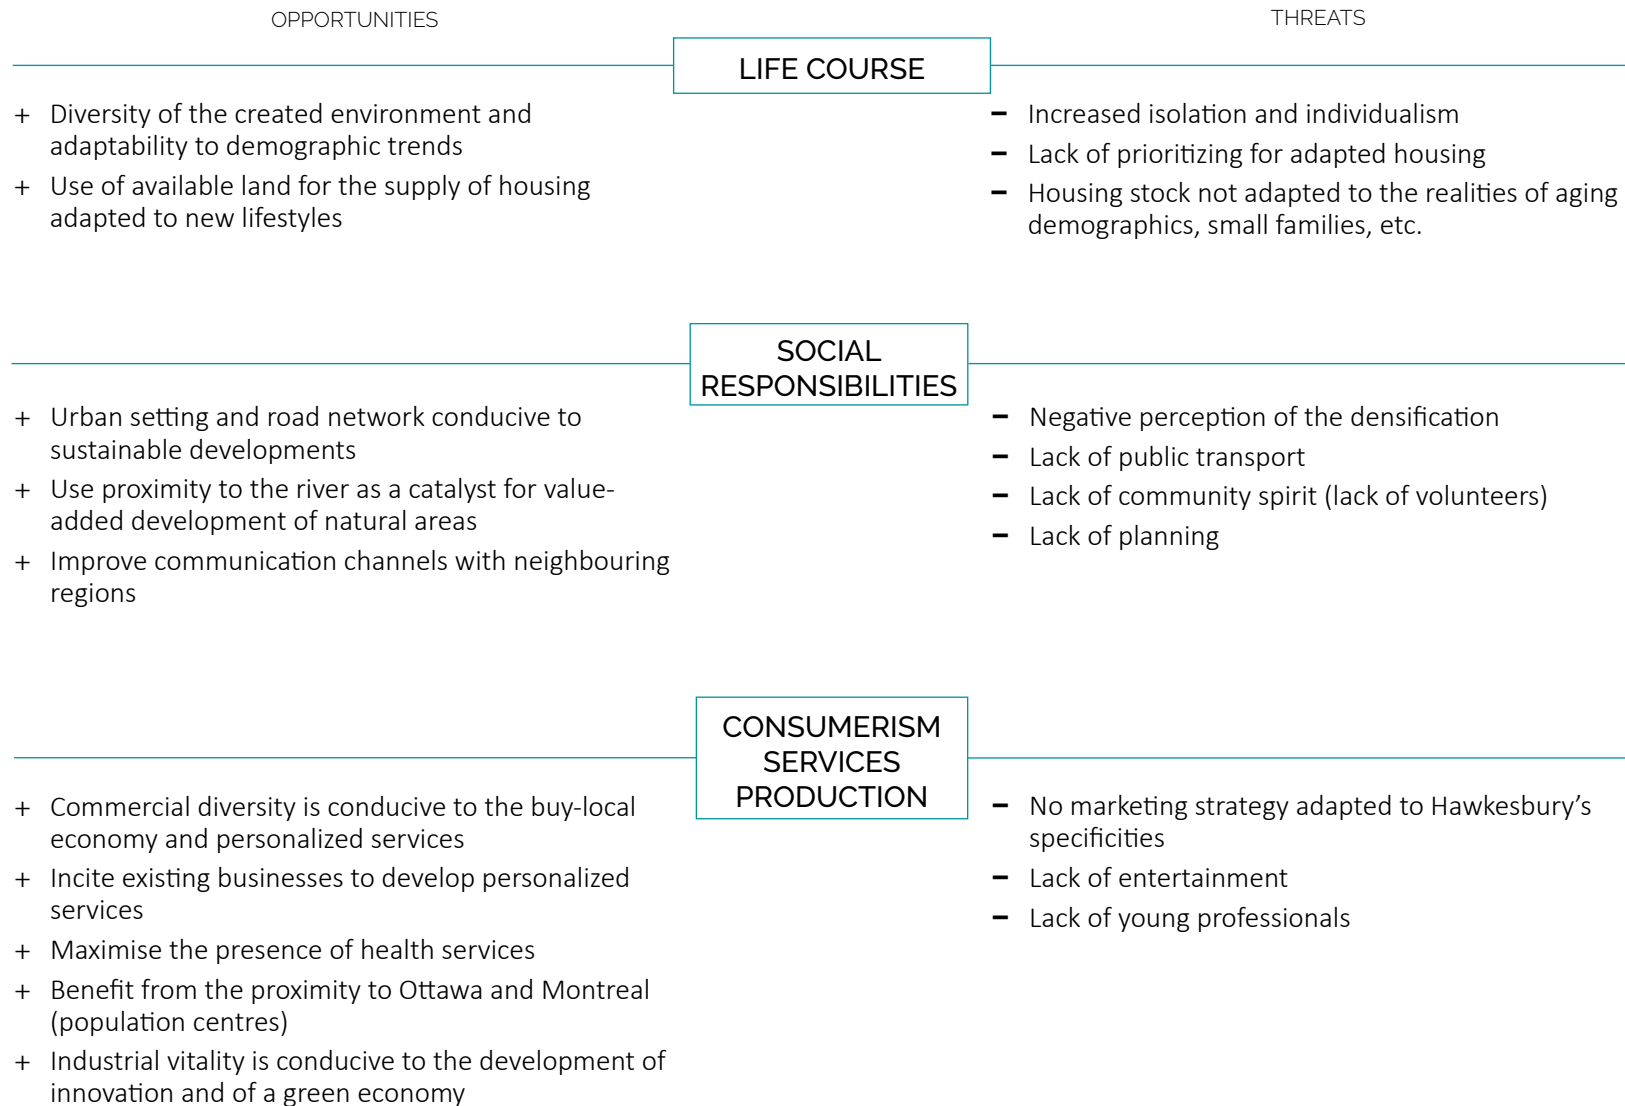 OPPORTUNITIES
THREATS
LIFE COURSE
+ Diversity of the created environment and
adaptability to demographic trends
+ Use of available land for the supply of housing
adapted to new lifestyles
– Increased isolation and individualism
– Lack of prioritizing for adapted housing
– Housing stock not adapted to the realities of aging
demographics, small families, etc.
SOCIAL
RESPONSIBILITIES
+ Urban setting and road network conducive to
sustainable developments
+ Use proximity to the river as a catalyst for value-
added development of natural areas
+ Improve communication channels with neighbouring
regions
– Negative perception of the densification
– Lack of public transport
– Lack of community spirit (lack of volunteers)
– Lack of planning
CONSUMERISM
SERVICES
PRODUCTION
+ Commercial diversity is conducive to the buy-local
economy and personalized services
+ Incite existing businesses to develop personalized
services
+ Maximise the presence of health services
+ Benefit from the proximity to Ottawa and Montreal
(population centres)
+ Industrial vitality is conducive to the development of
innovation and of a green economy
– No marketing strategy adapted to Hawkesbury’s
specificities
– Lack of entertainment
– Lack of young professionals